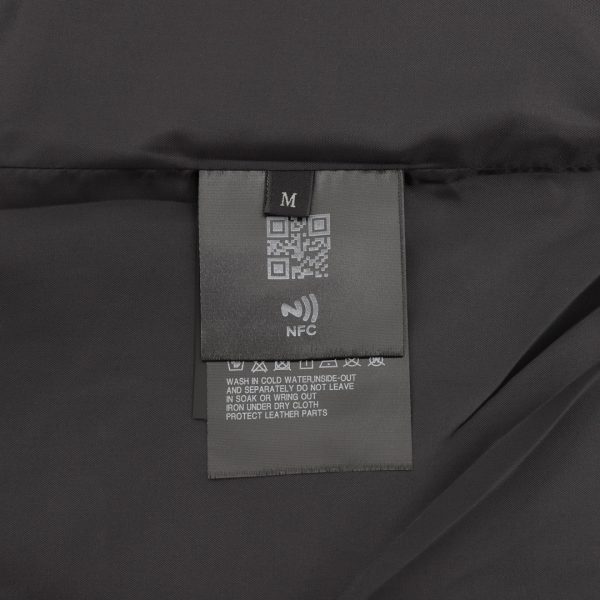 M
NFC
WASH IN COLD WATER,INSIDE-OUT
AND SEPARATELY DO NOT LEAVE
IN SOAK OR WRING OUT
IRON UNDER DRY CLOTH
PROTECT LEATHER PARTS